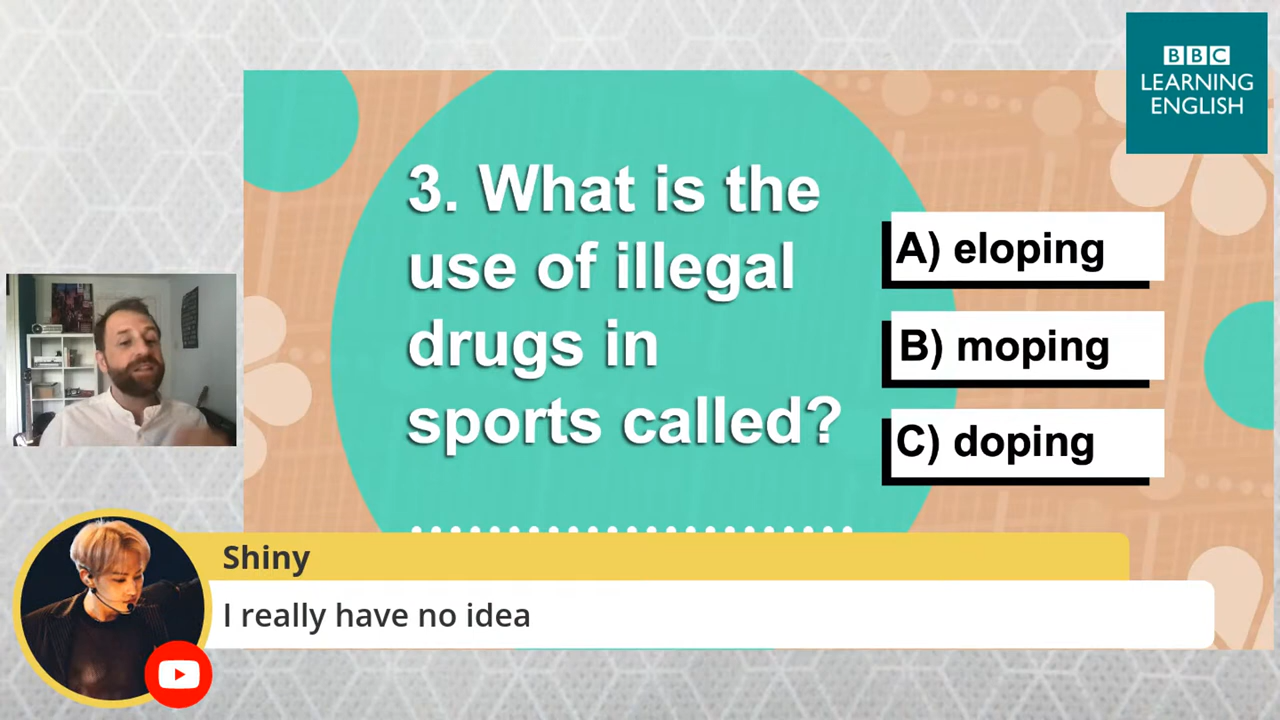 BBC
LEARNING
ENGLISH
3. What is the
use of illegal
drugs in
sports called?
A) eloping
B) moping
C) doping
Shiny
I really have no idea